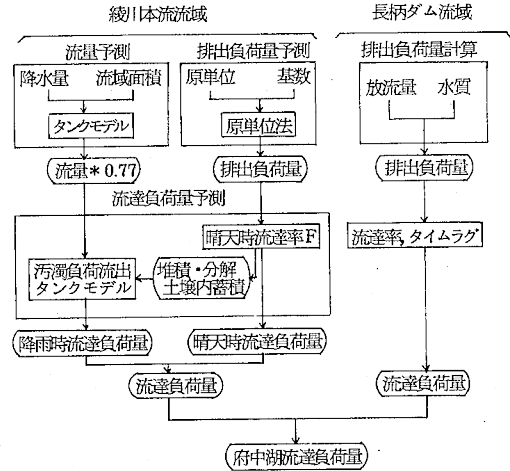 綾川本流流域
長柄ダム流域
流量予測
排出負荷量予測
排出負荷量計算
降水量
流域面積
原単位
基数
放流量
水质
タンクモデル
原単位法
流量*0.77
排出負荷量
排出負荷量
流達負荷量予測
晴天時流達率F
流達率,タイムラグ
汚濁負荷流出
タンクモデル
堆積・分解
土壌内蓄積
降雨時流達負荷量
晴天時流達負荷量
流達負荷量
流達負荷量
府中湖流達負荷量